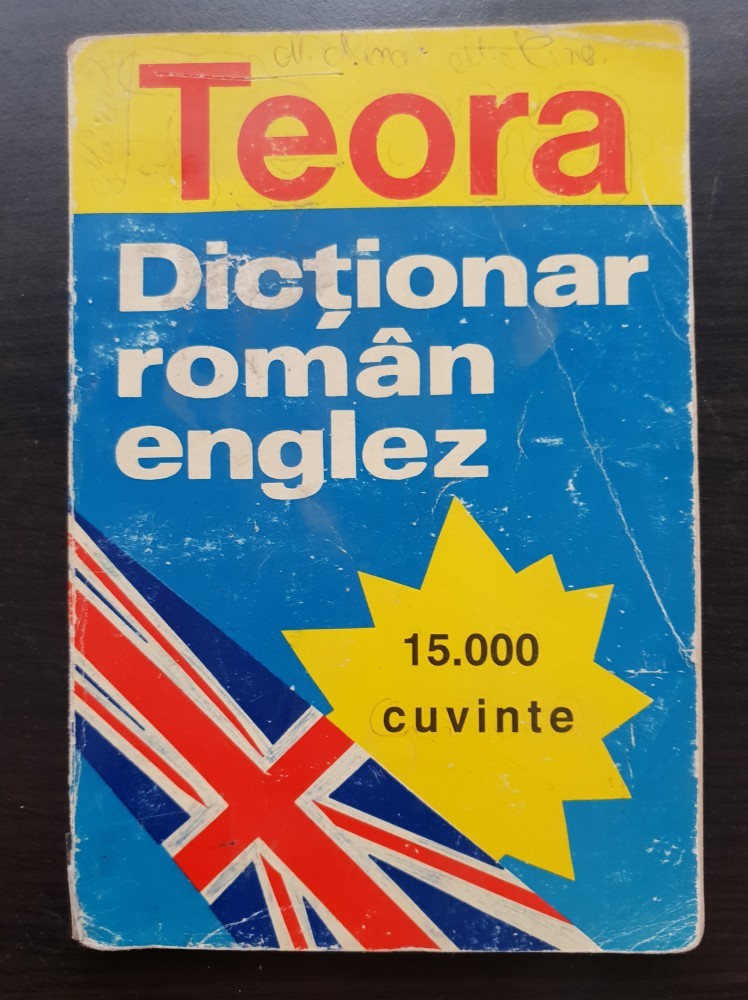 Teora
Dicționar
român
englez
15.000
cuvinte